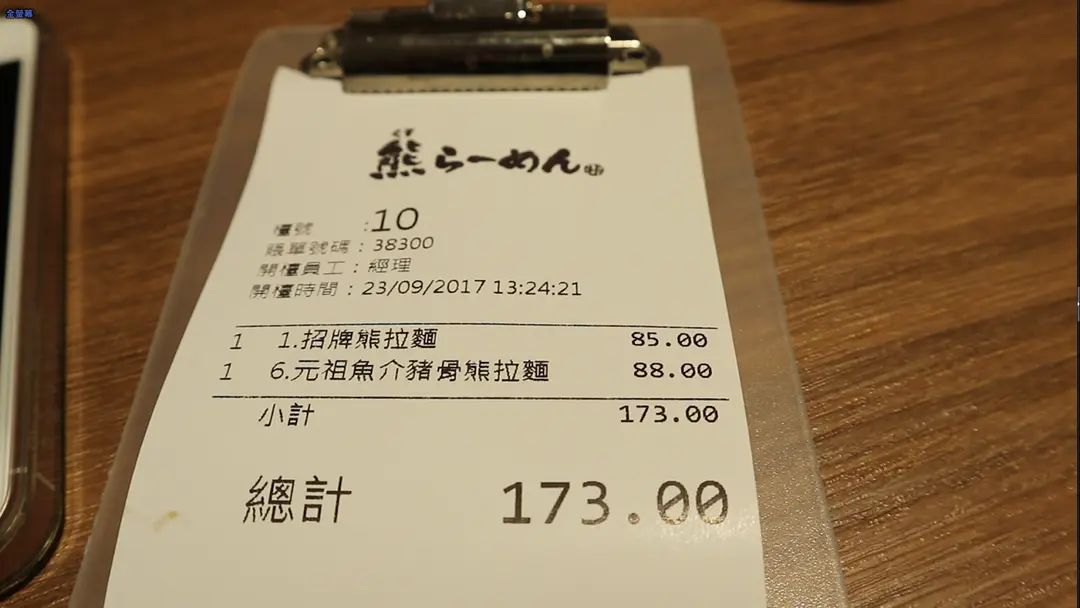 全螢幕
熊らーめん
檯號 :10
賬單號碼 : 38300
開檯員工 : 經理
開檯時間 : 23/09/2017 13:24:21
1 1.招牌熊拉麵 85.00
1 6.元祖魚介豬骨熊拉麵 88.00
小計 173.00
總計 173.00